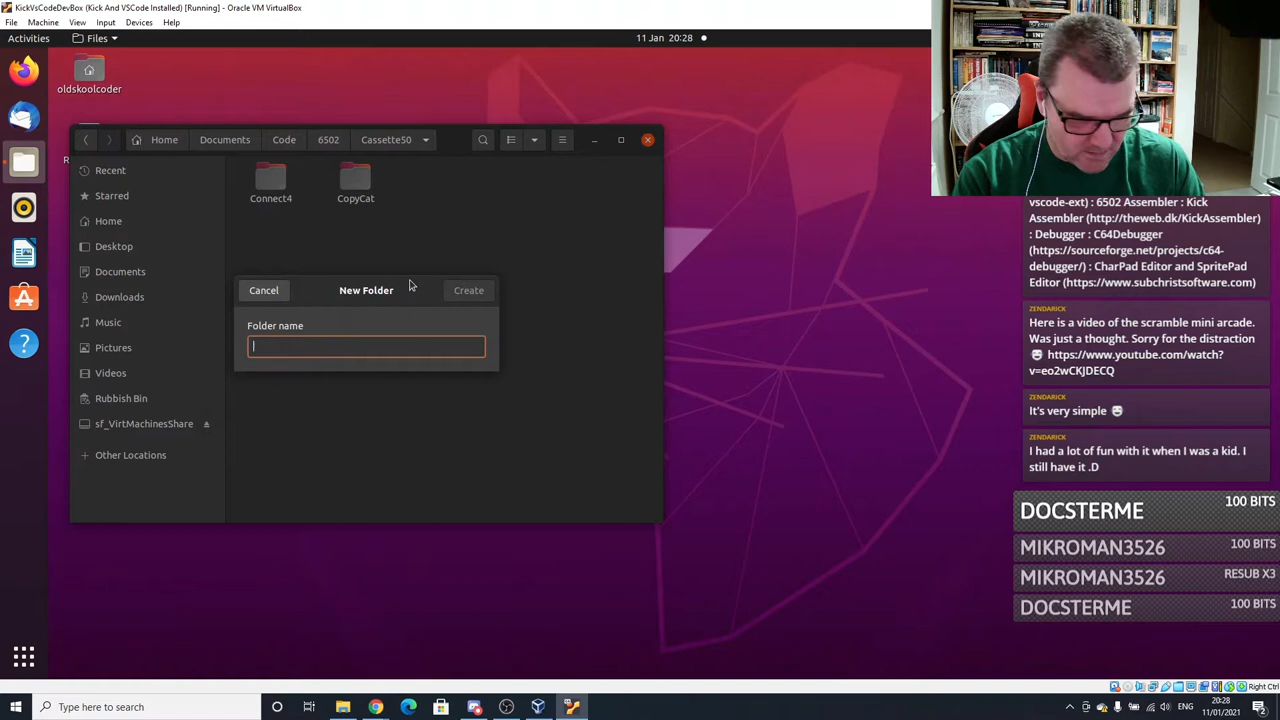 KickVsCodeDevBox (Kick And VSCode Installed) [Running] - Oracle VM VirtualBox
File Machine View Input Devices Help
Activities Files 11 Jan 20:28
oldskoolcoder
Home Documents Code 6502 Cassette50
Recent
Starred
Home
Desktop
Documents
Downloads
Music
Pictures
Videos
Rubbish Bin
sf_VirtMachinesShare
Other Locations
Connect4 CopyCat
Cancel New Folder Create
Folder name
vscode-ext) : 6502 Assembler : Kick
Assembler (http://theweb.dk/KickAssembler)
: Debugger : C64Debugger
(https://sourceforge.net/projects/c64-
debugger/) : CharPad Editor and SpritePad
Editor (https://www.subchristsoftware.com)
ZENDARICK
Here is a video of the scramble mini arcade.
Was just a thought. Sorry for the distraction
https://www.youtube.com/watch?
v=eo2wCKJDECQ
ZENDARICK
It's very simple
ZENDARICK
I had a lot of fun with it when I was a kid. I
still have it .D
DOCSTERME 100 BITS
MIKROMAN3526 100 BITS
MIKROMAN3526 RESUB X3
DOCSTERME 100 BITS
Right Ctrl
Type here to search
ENG
20:28
11/01/2021
2